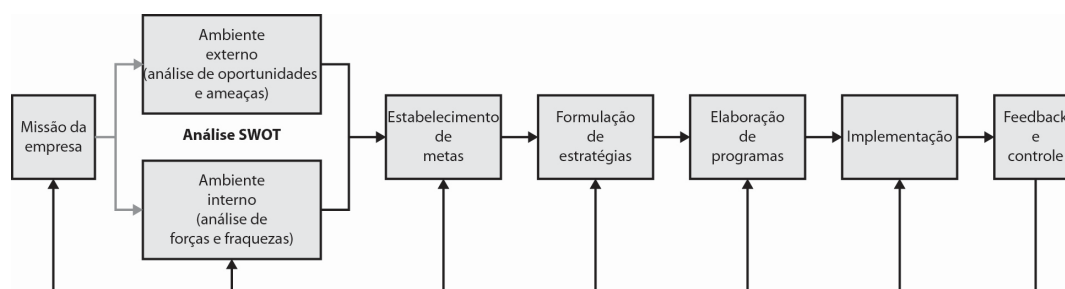 Missão da
empresa
Ambiente
externo
(análise de oportunidades
e ameaças)
Análise SWOT
Ambiente
interno
(análise de
forças e fraquezas)
Estabelecimento
de
metas
Formulação
de
estratégias
Elaboração
de
programas
Implementação
Feedback
e
controle